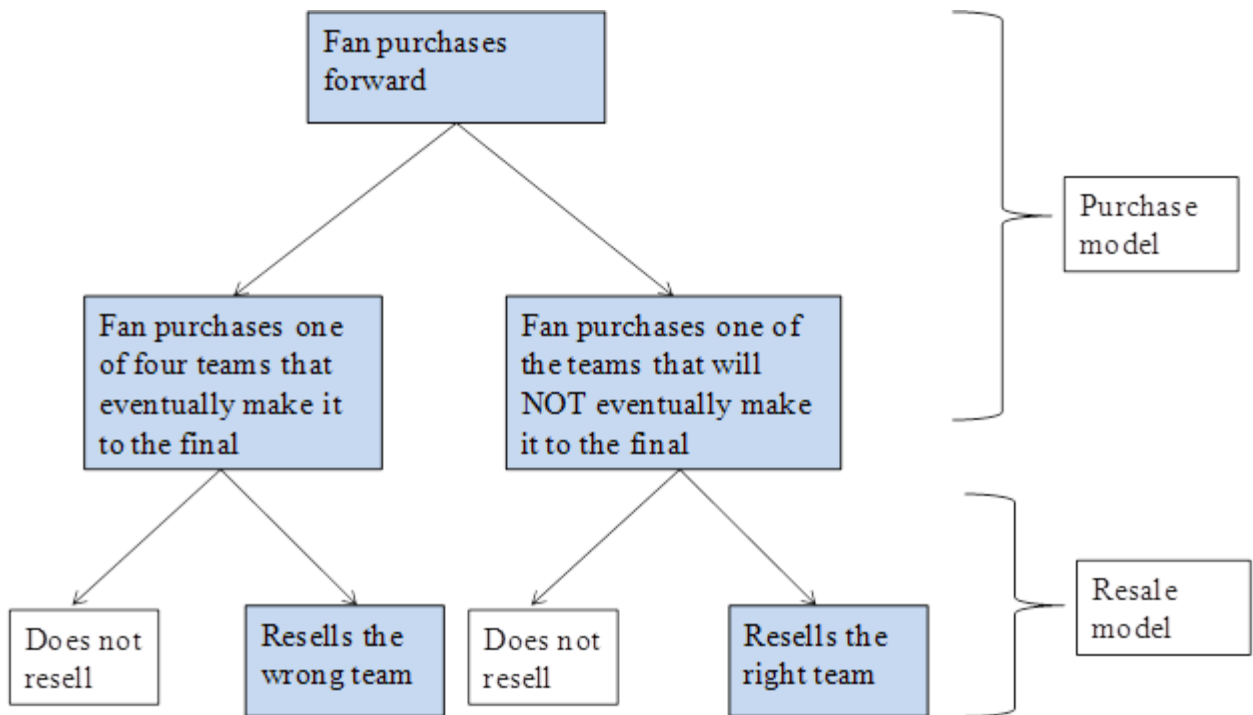 Fan purchases
forward
Purchase
model
Fan purchases one
of four teams that
eventually make it
to the final
Fan purchases one of
the teams that will
NOT eventually make
it to the final
Does not
resell
Resells the
wrong team
Does not
resell
Resells the
right team
Resale
model